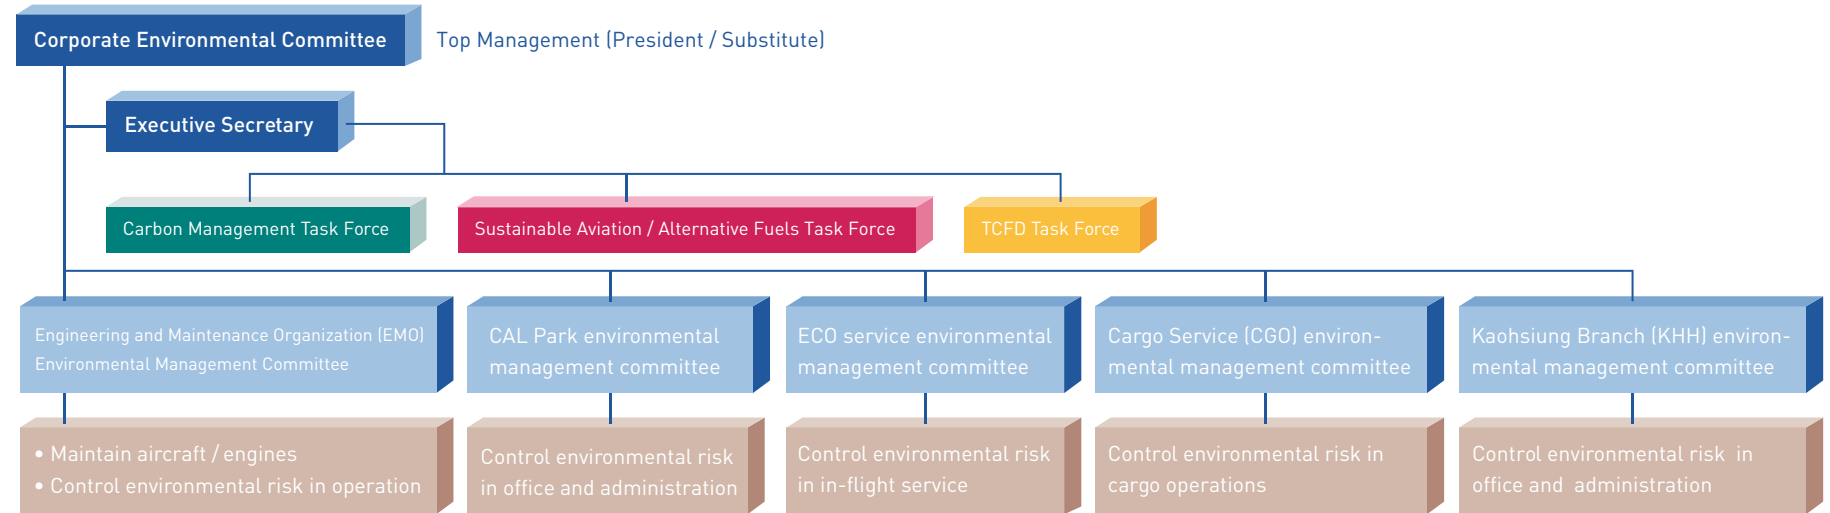 Corporate Environmental Committee
Top Management (President / Substitute)
Executive Secretary
Carbon Management Task Force
Sustainable Aviation / Alternative Fuels Task Force
TCFD Task Force
Engineering and Maintenance Organization (EMO)
Environmental Management Committee
CAL Park environmental
management committee
ECO service environmental
management committee
Cargo Service (CGO) environ-
mental management committee
Kaohsiung Branch (KHH) environ-
mental management committee
• Maintain aircraft / engines
• Control environmental risk in operation
Control environmental risk
in office and administration
Control environmental risk
in in-flight service
Control environmental risk in
cargo operations
Control environmental risk in
office and administration